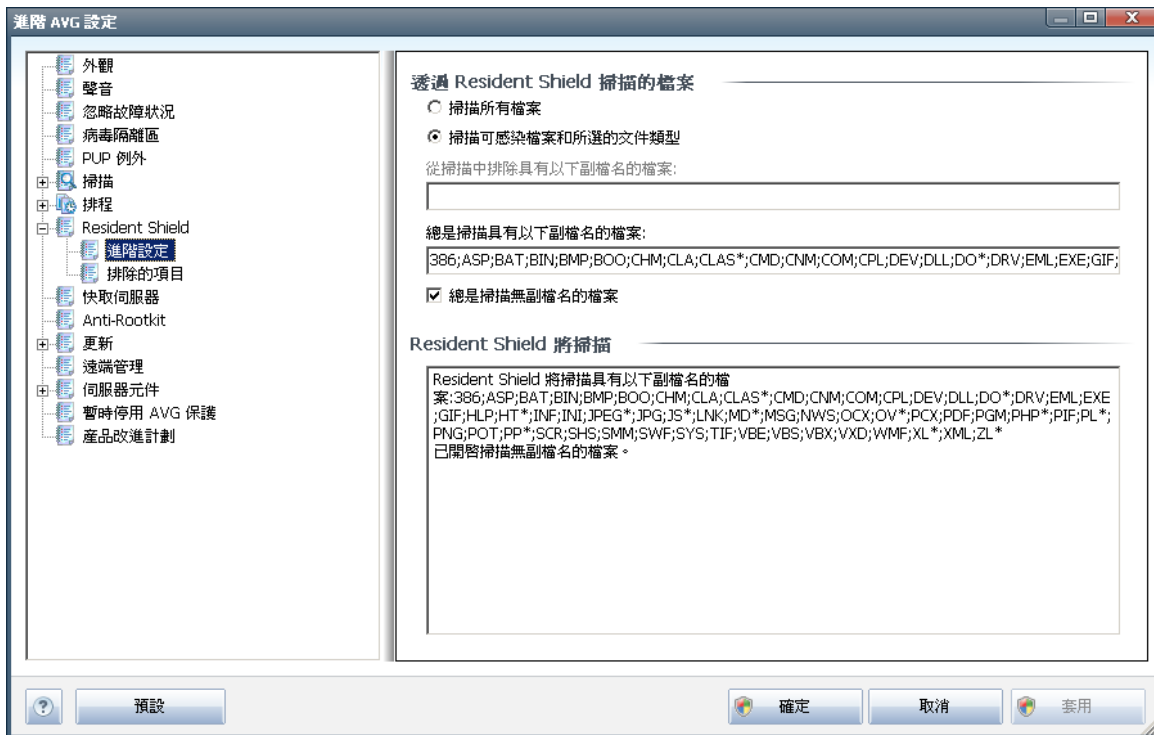 進階 AVG 設定
外觀
聲音
忽略故障狀況
病毒隔離區
PUP 例外
掃描
排程
Resident Shield
進階設定
排除的項目
快取伺服器
Anti-Rootkit
更新
遠端管理
伺服器元件
暫時停用 AVG 保護
產品改進計劃
透過 Resident Shield 掃描的檔案
掃描所有檔案
掃描可感染檔案和所選的文件類型
從掃描中排除具有以下副檔名的檔案:
總是掃描具有以下副檔名的檔案:
386;ASP;BAT;BIN;BMP;BOO;CHM;CLA;CLAS*;CMD;CNM;COM;CPL;DEV;DLL;DO*;DRV;EML;EXE;GIF;
總是掃描無副檔名的檔案
Resident Shield 將掃描
Resident Shield 將掃描具有以下副檔名的檔
案:386;ASP;BAT;BIN;BMP;BOO;CHM;CLA;CLAS*;CMD;CNM;COM;CPL;DEV;DLL;DO*;DRV;EML;EXE
;GIF;HLP;HT*;INF;INI;JPEG*;JPG;JS*;LNK;MD*;MSG;NWS;OCX;OV*;PCX;PDF;PGM;PHP*;PIF;PL*;
PNG;POT;PP*;SCR;SHS;SMM;SWF;SYS;TIF;VBE;VBS;VBX;VXD;WMF;XL*;XML;ZL*
已開啓掃描無副檔名的檔案。
?
預設
確定
取消
套用